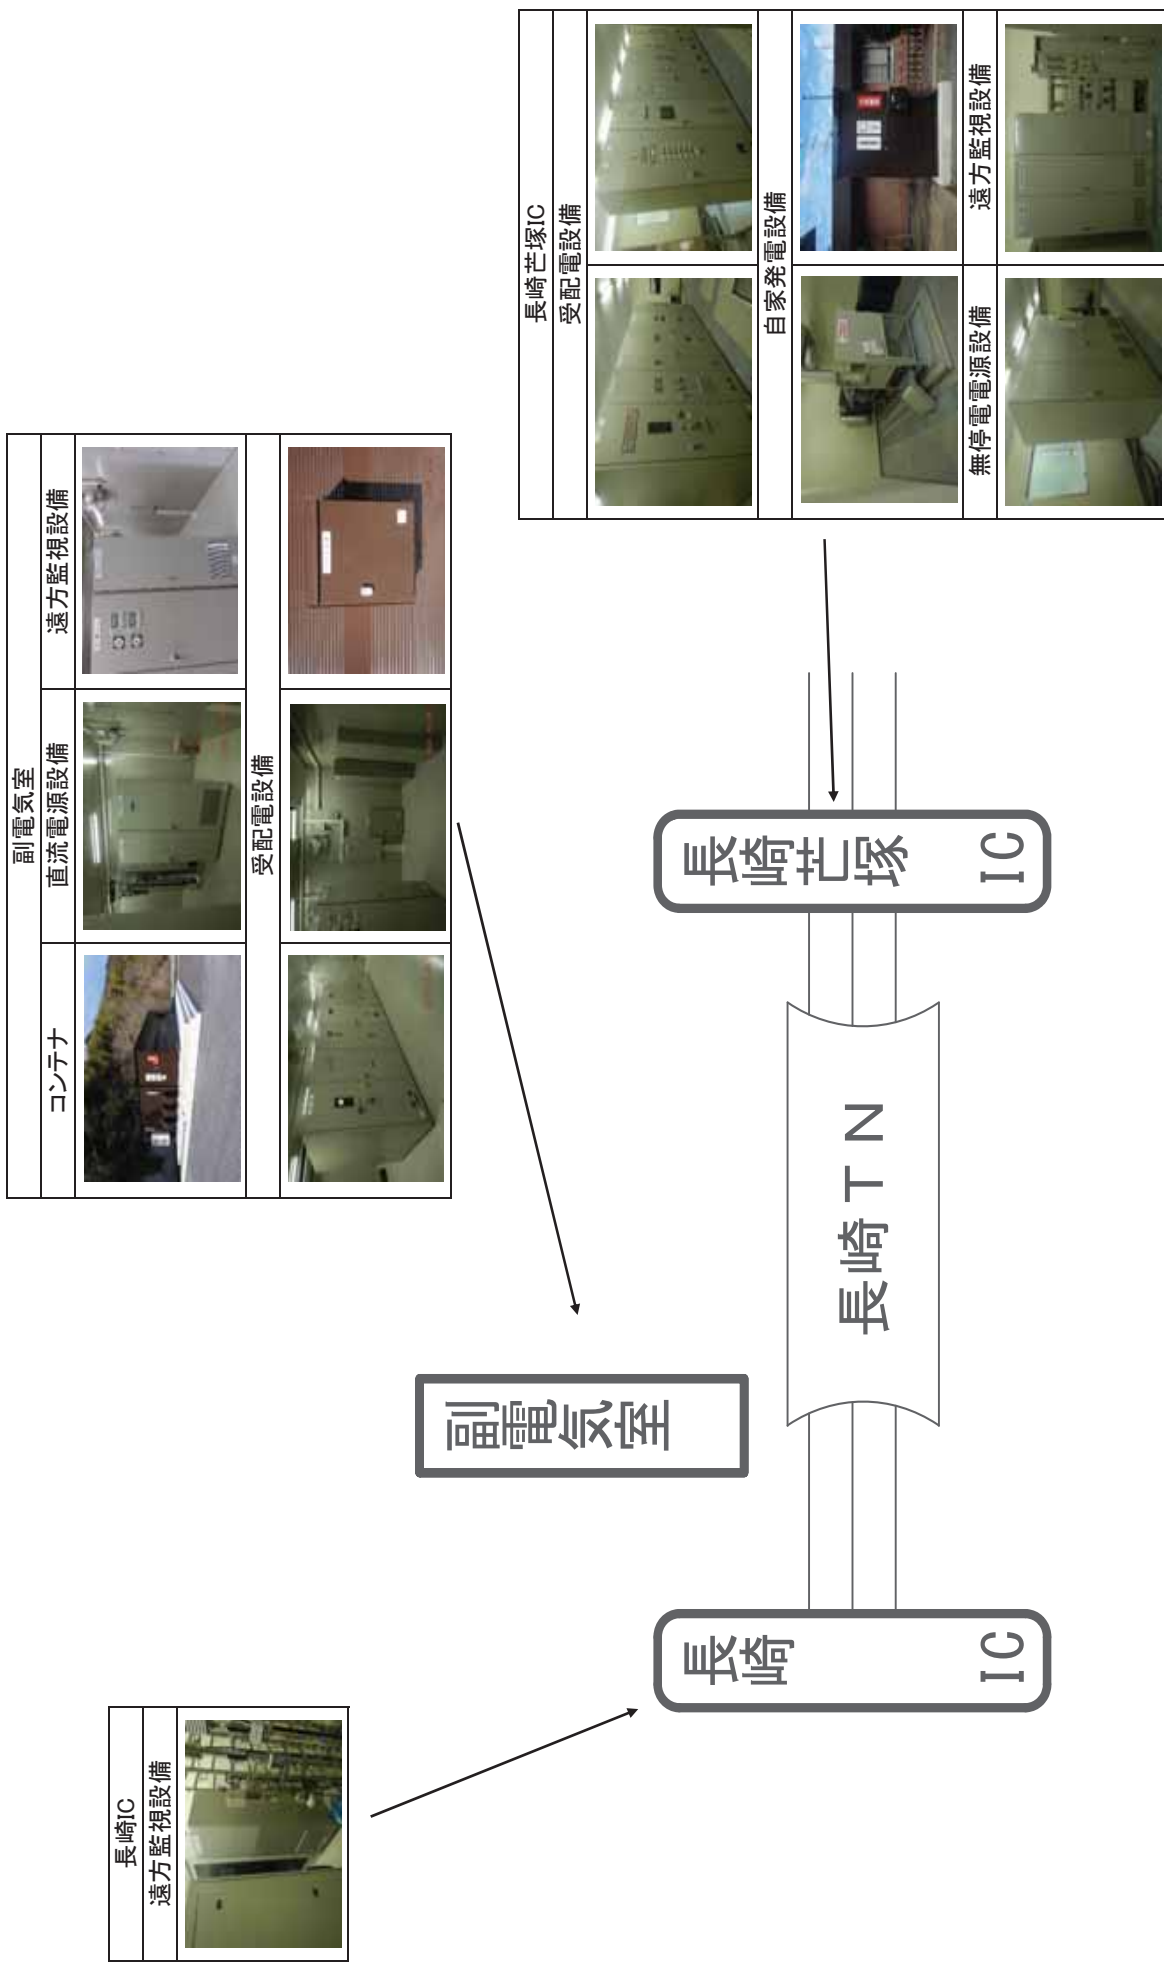 長崎IC
遠方監視設備
副電気室
コンテナ
直流電源設備
遠方監視設備
受配電設備
長崎芒塚IC
受配電設備
自家発電設備
無停電電源設備
遠方監視設備
副電気室
長崎
IC
長崎TN
長崎芒塚
IC